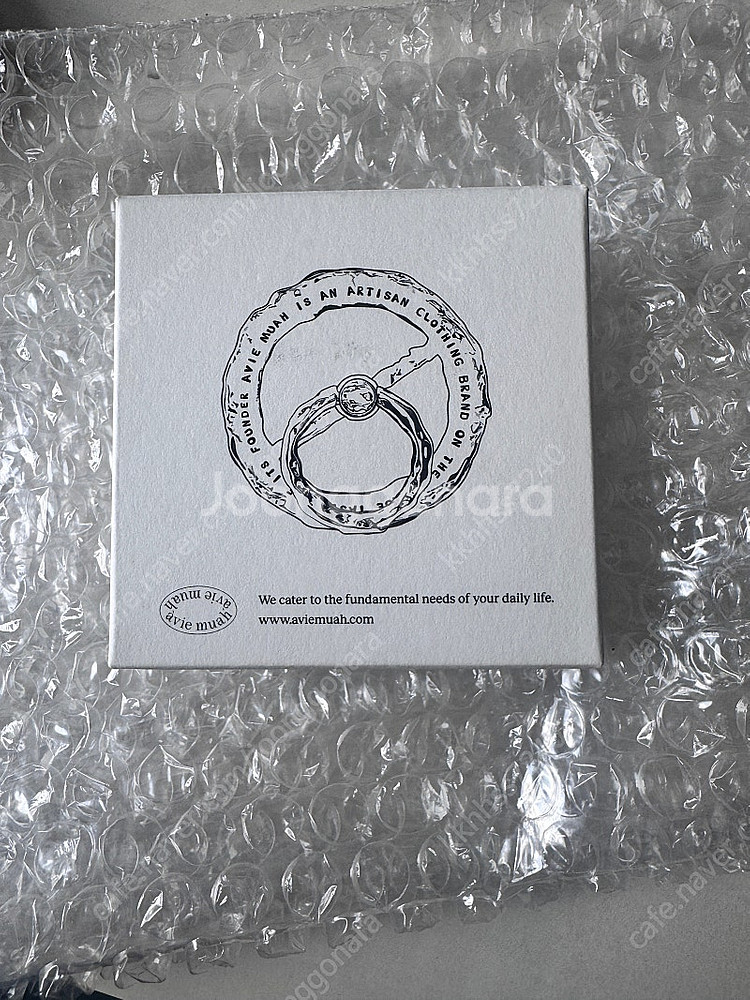 ITS FOUNDER AVIE MUAH IS AN ARTISAN CLOTHING BRAND ON THE
Joonggonara
avie muah
avie muah
We cater to the fundamental needs of your daily life.
www.aviemuah.com